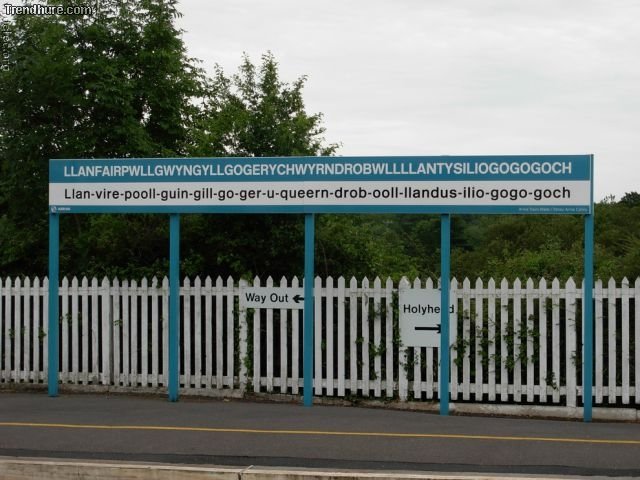 Trendhure.com
LLANFAIRPWLLGWYNGYLLGOGERYCHWYRNDROBWLLLLANTYSILIOGOGOGOCH
Llan-vire-pooll-guin-gill-go-ger-u-queern-drob-ooll-llandus-ilio-gogo-goch
Way Out
Holyhead